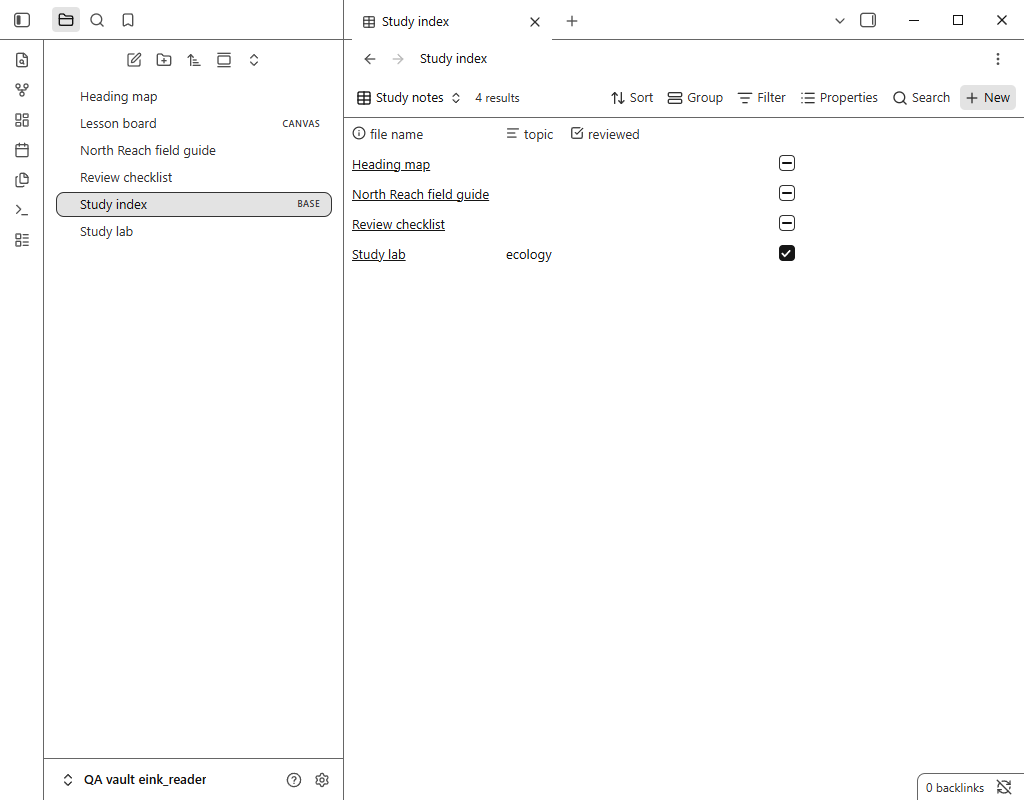 Study index
Study index
Study notes 4 results Sort Group Filter Properties Search New
file name topic reviewed
Heading map
North Reach field guide
Review checklist
Study lab ecology
Heading map
Lesson board CANVAS
North Reach field guide
Review checklist
Study index BASE
Study lab
QA vault eink_reader
0 backlinks